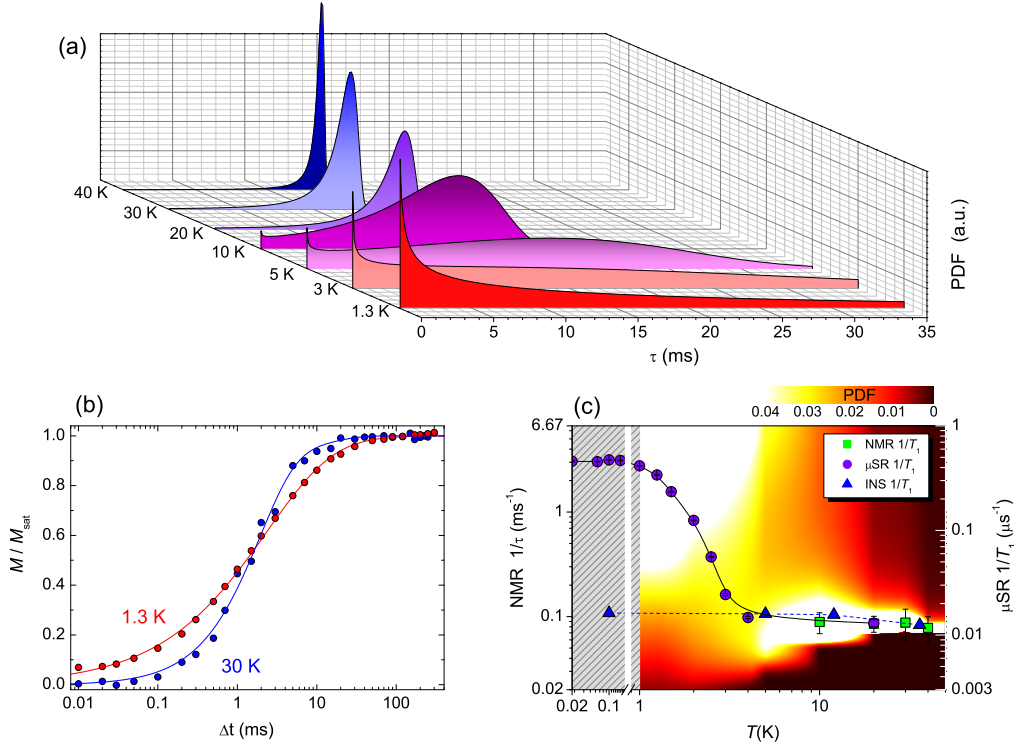 (a)
40 K
30 K
20 K
10 K
5 K
3 K
1.3 K
0 5 10 15 20 25 30 35
τ (ms)
PDF (a.u.)
(b)
1.0
0.8
0.6
0.4
0.2
0.0
M / Msat
1.3 K
30 K
0.01 0.1 1 10 100
Δt (ms)
(c)
PDF
0.04 0.03 0.02 0.01 0
6.67
1
0.1
0.02
NMR 1/τ (ms-1)
NMR 1/T1
μSR 1/T1
INS 1/T1
1
0.1
0.01
0.003
μSR 1/T1 (μs-1)
0.02 0.1 1 10
T(K)